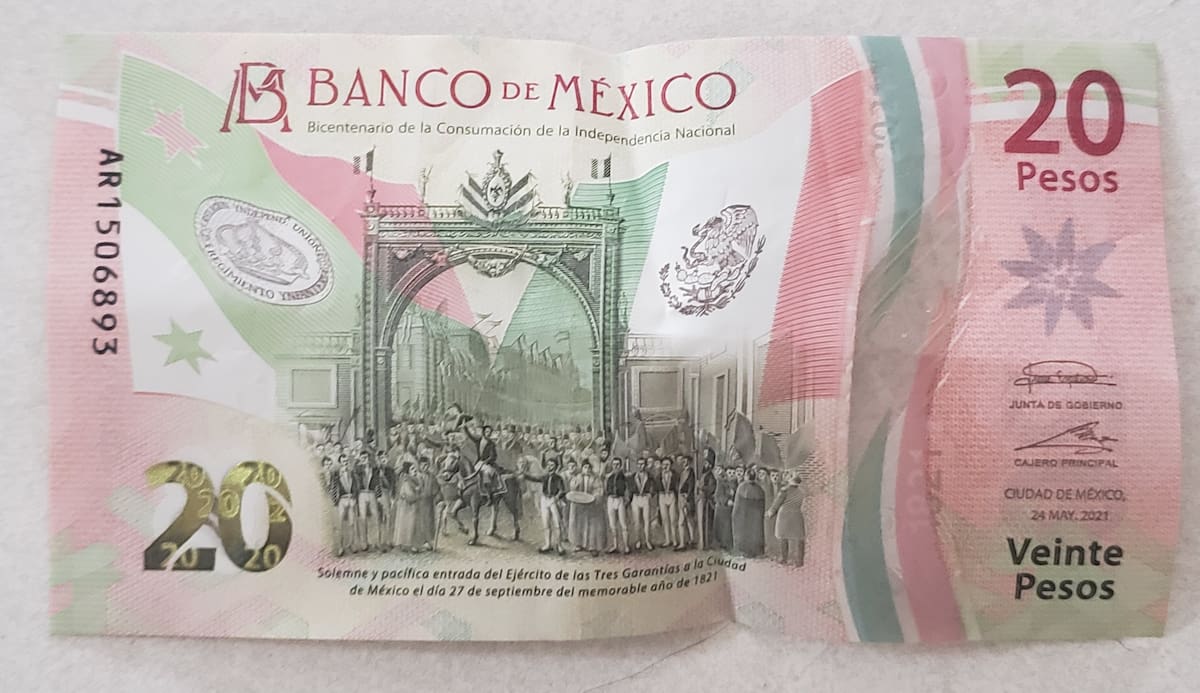 BANCO DE MÉXICO
Bicentenario de la Consumación de la Independencia Nacional
20
Pesos
AR1506893
20
Solemne y pacífica entrada del Ejército de las Tres Garantías a la Ciudad
de México el día 27 de septiembre del memorable año de 1821
JUNTA DE GOBIERNO
CAJERO PRINCIPAL
CIUDAD DE MÉXICO,
24 MAY. 2021
Veinte
Pesos
1821